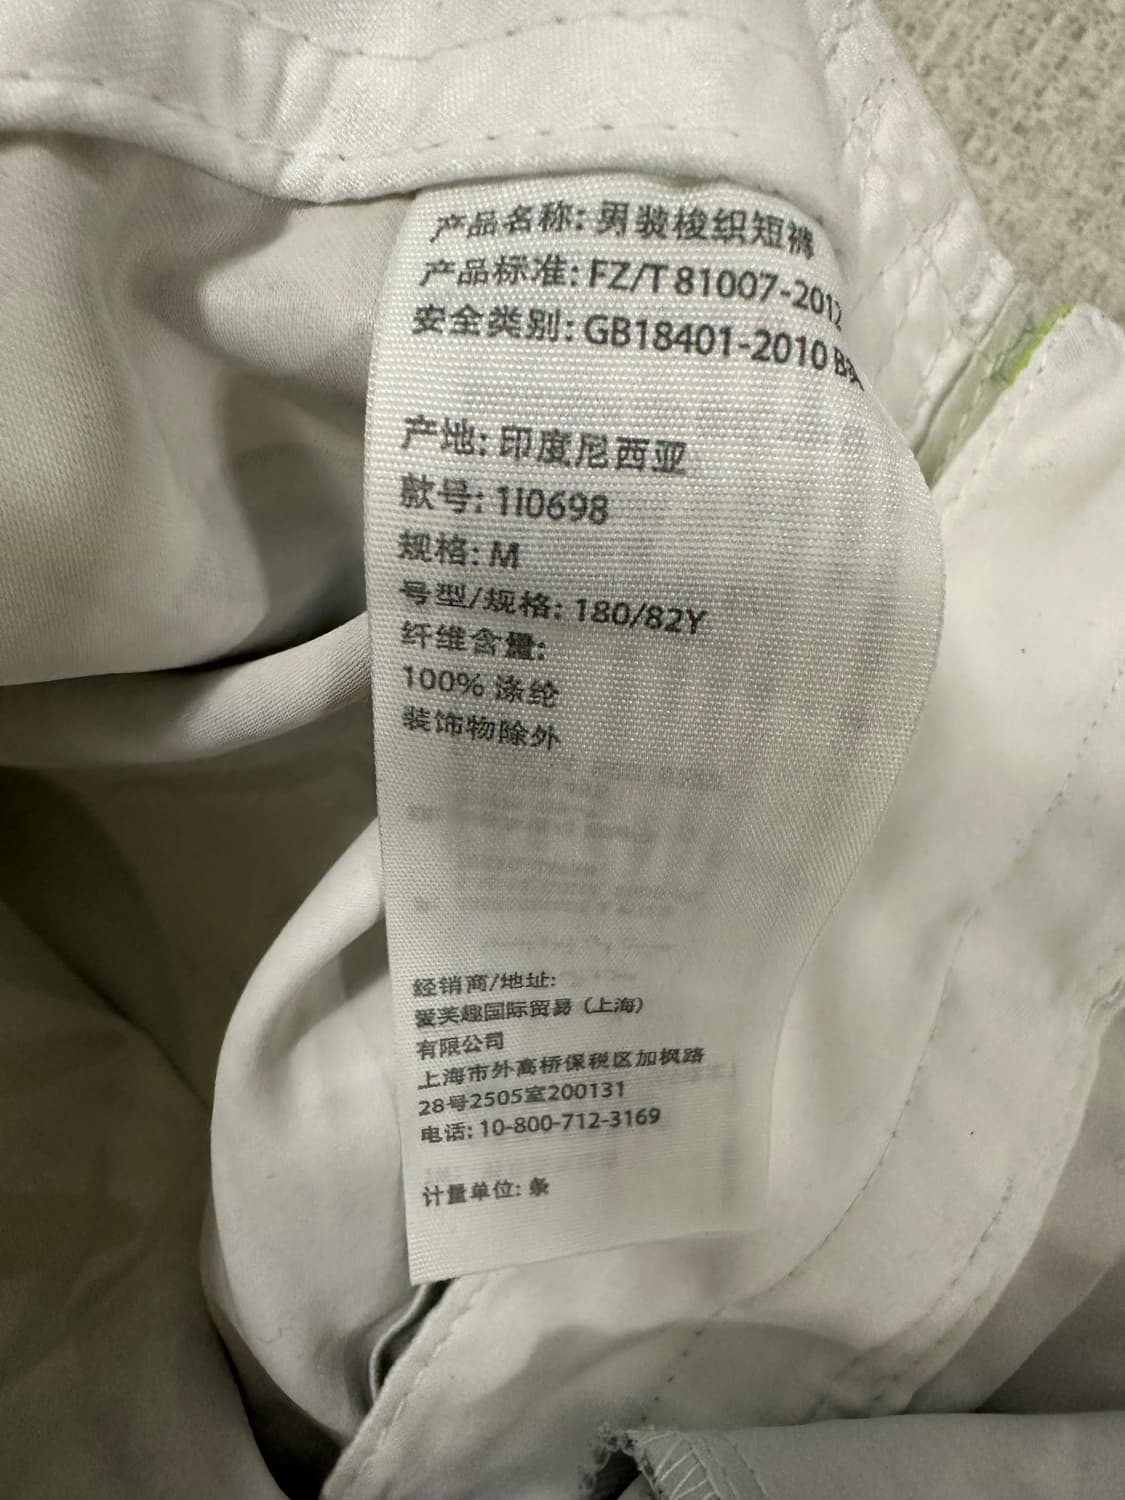 产品名称: 男装梭织短裤
产品标准: FZ/T 81007-2012
安全类别: GB18401-2010 B类
产地: 印度尼西亚
款号: 1I0698
规格: M
号型/规格: 180/82Y
纤维含量:
100% 涤纶
装饰物除外
经销商/地址:
爱芙趣国际贸易（上海）
有限公司
上海市外高桥保税区加枫路
28号2505室200131
电话: 10-800-712-3169
计量单位: 条